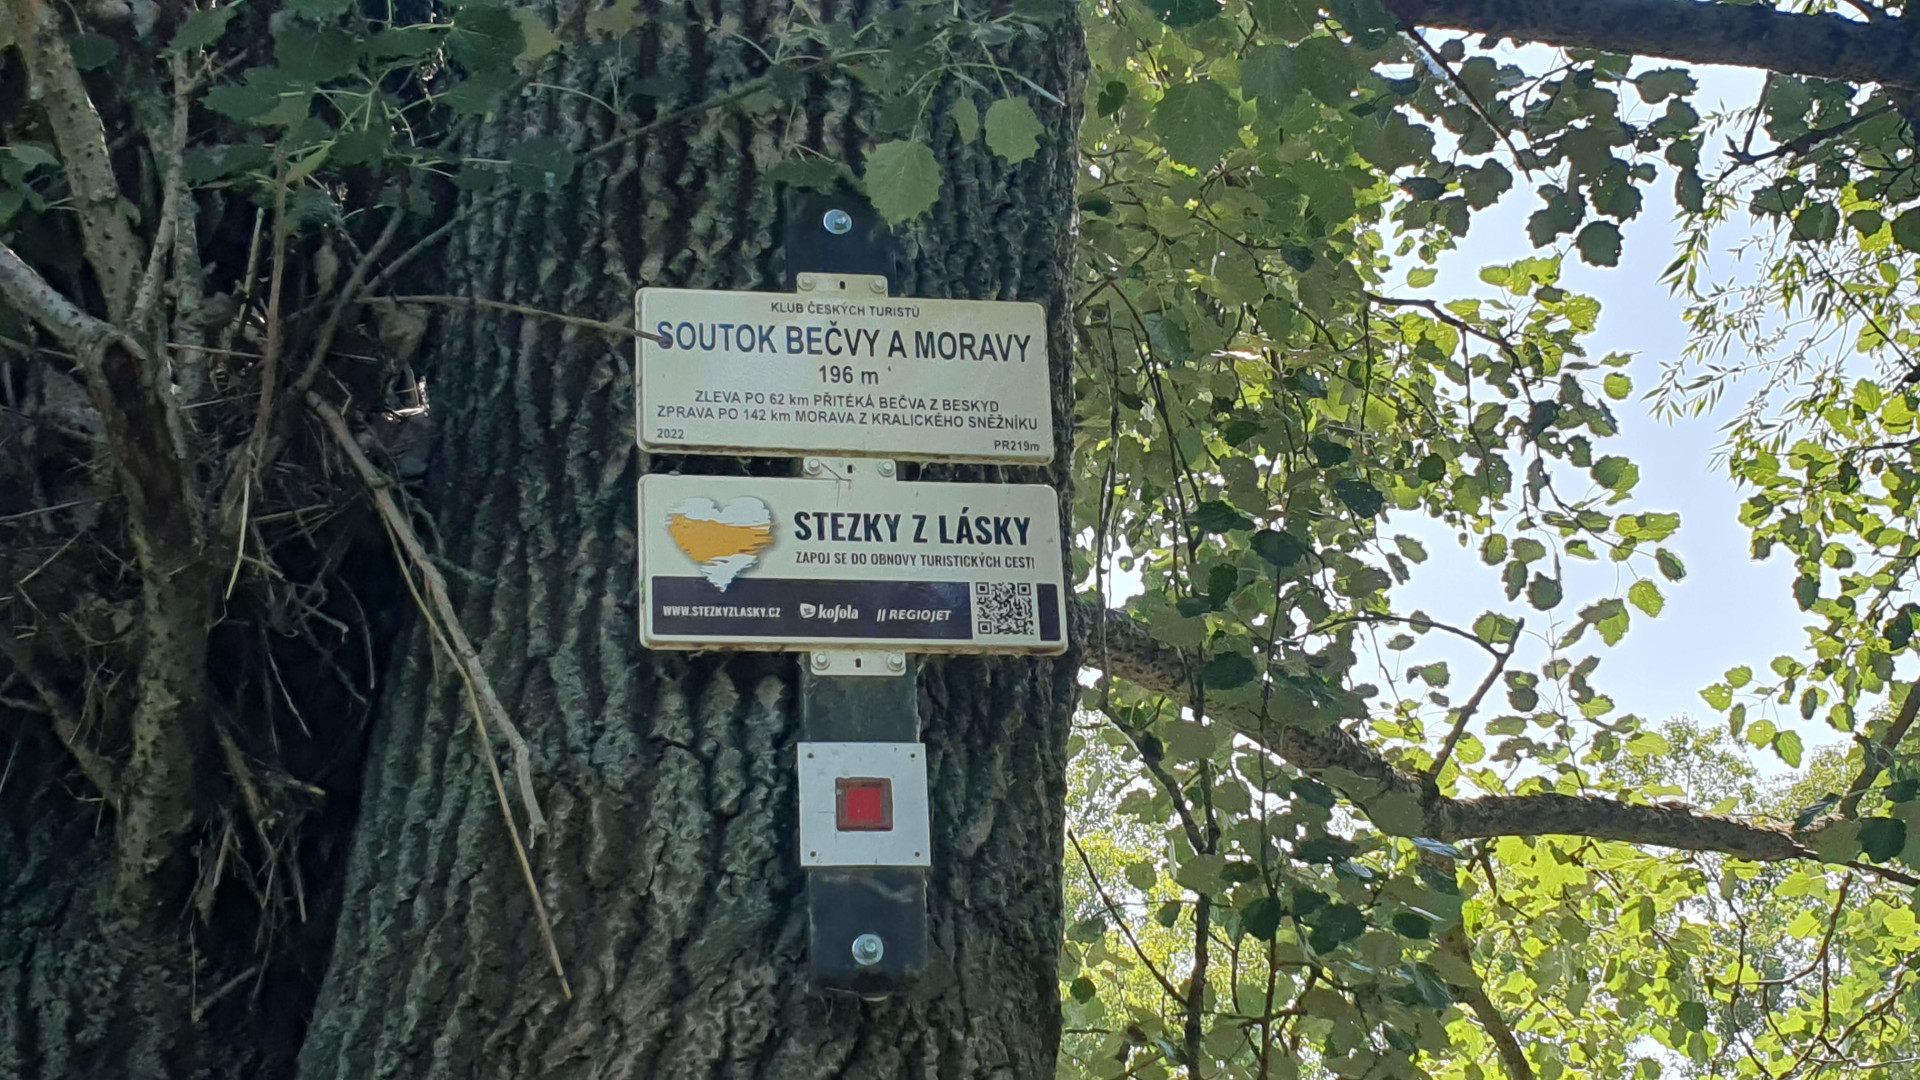 KLUB ČESKÝCH TURISTŮ
SOUTOK BEČVY A MORAVY
196 m
ZLEVA PO 62 km PŘITÉKÁ BEČVA Z BESKYD
ZPRAVA PO 142 km MORAVA Z KRALICKÉHO SNĚŽNÍKU
2022 PR219m
STEZKY Z LÁSKY
ZAPOJ SE DO OBNOVY TURISTICKÝCH CEST!
WWW.STEZKYZLASKY.CZ kofola REGIOJET